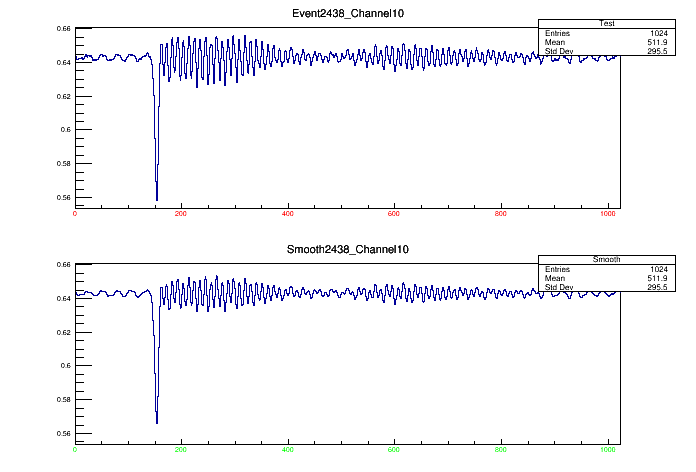 Event2438_Channel10
Test
Entries 1024
Mean 511.9
Std Dev 295.5
0.66
0.64
0.62
0.6
0.58
0.56
0 200 400 600 800 1000
Smooth2438_Channel10
Smooth
Entries 1024
Mean 511.9
Std Dev 295.5
0.66
0.64
0.62
0.6
0.58
0.56
0 200 400 600 800 1000